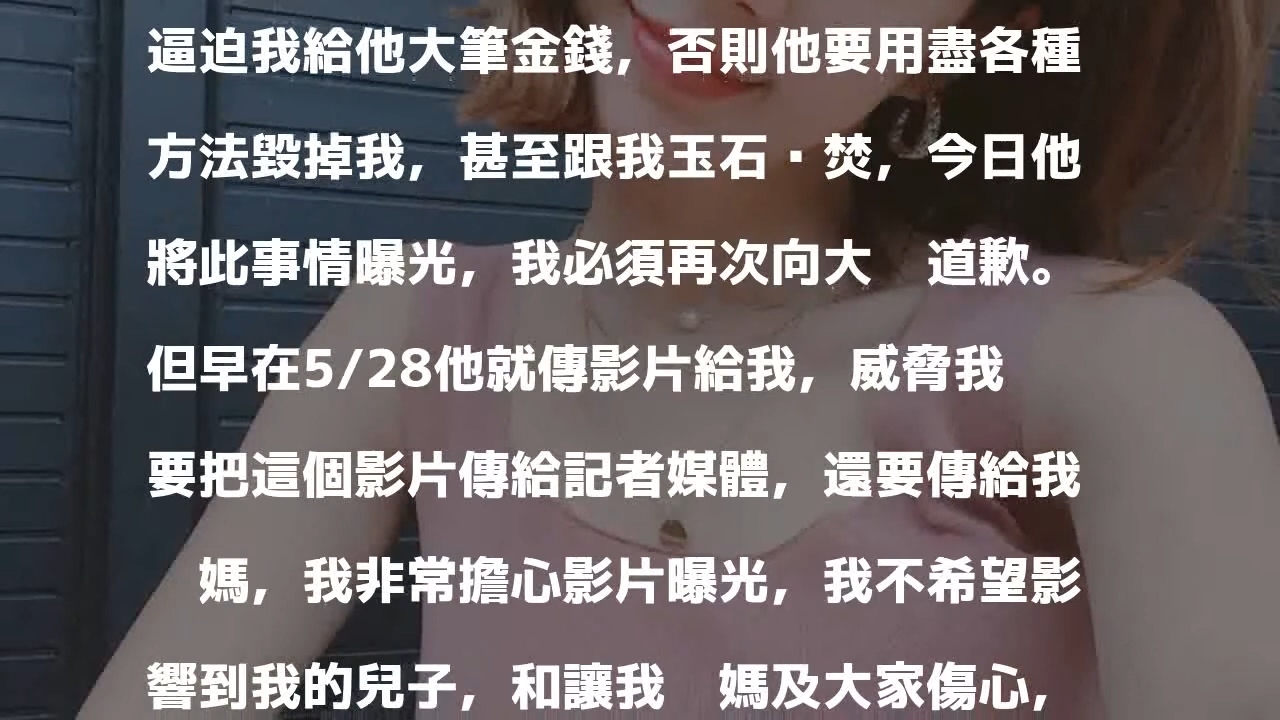 逼迫我給他大筆金錢，否則他要用盡各種
方法毀掉我，甚至跟我玉石·焚，今日他
將此事情曝光，我必須再次向大　道歉。
但早在5/28他就傳影片給我，威脅我
要把這個影片傳給記者媒體，還要傳給我
　媽，我非常擔心影片曝光，我不希望影
響到我的兒子，和讓我　媽及大家傷心，